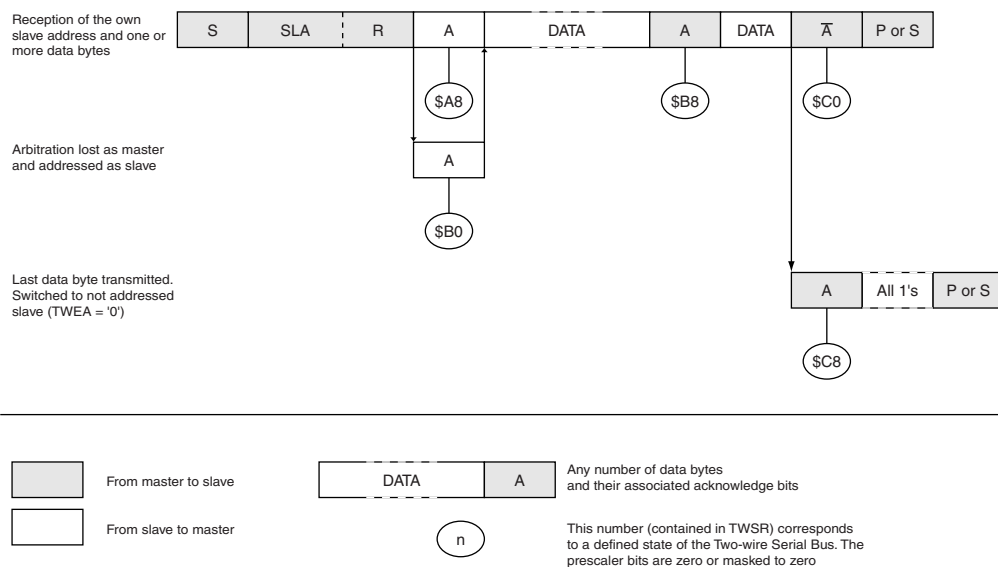 Reception of the own
slave address and one or
more data bytes
S SLA R A DATA A DATA A̅ P or S
$A8 $B8 $C0
Arbitration lost as master
and addressed as slave
A
$B0
Last data byte transmitted.
Switched to not addressed
slave (TWEA = '0')
A All 1's P or S
$C8
From master to slave
DATA A
Any number of data bytes
and their associated acknowledge bits
From slave to master
n
This number (contained in TWSR) corresponds
to a defined state of the Two-wire Serial Bus. The
prescaler bits are zero or masked to zero